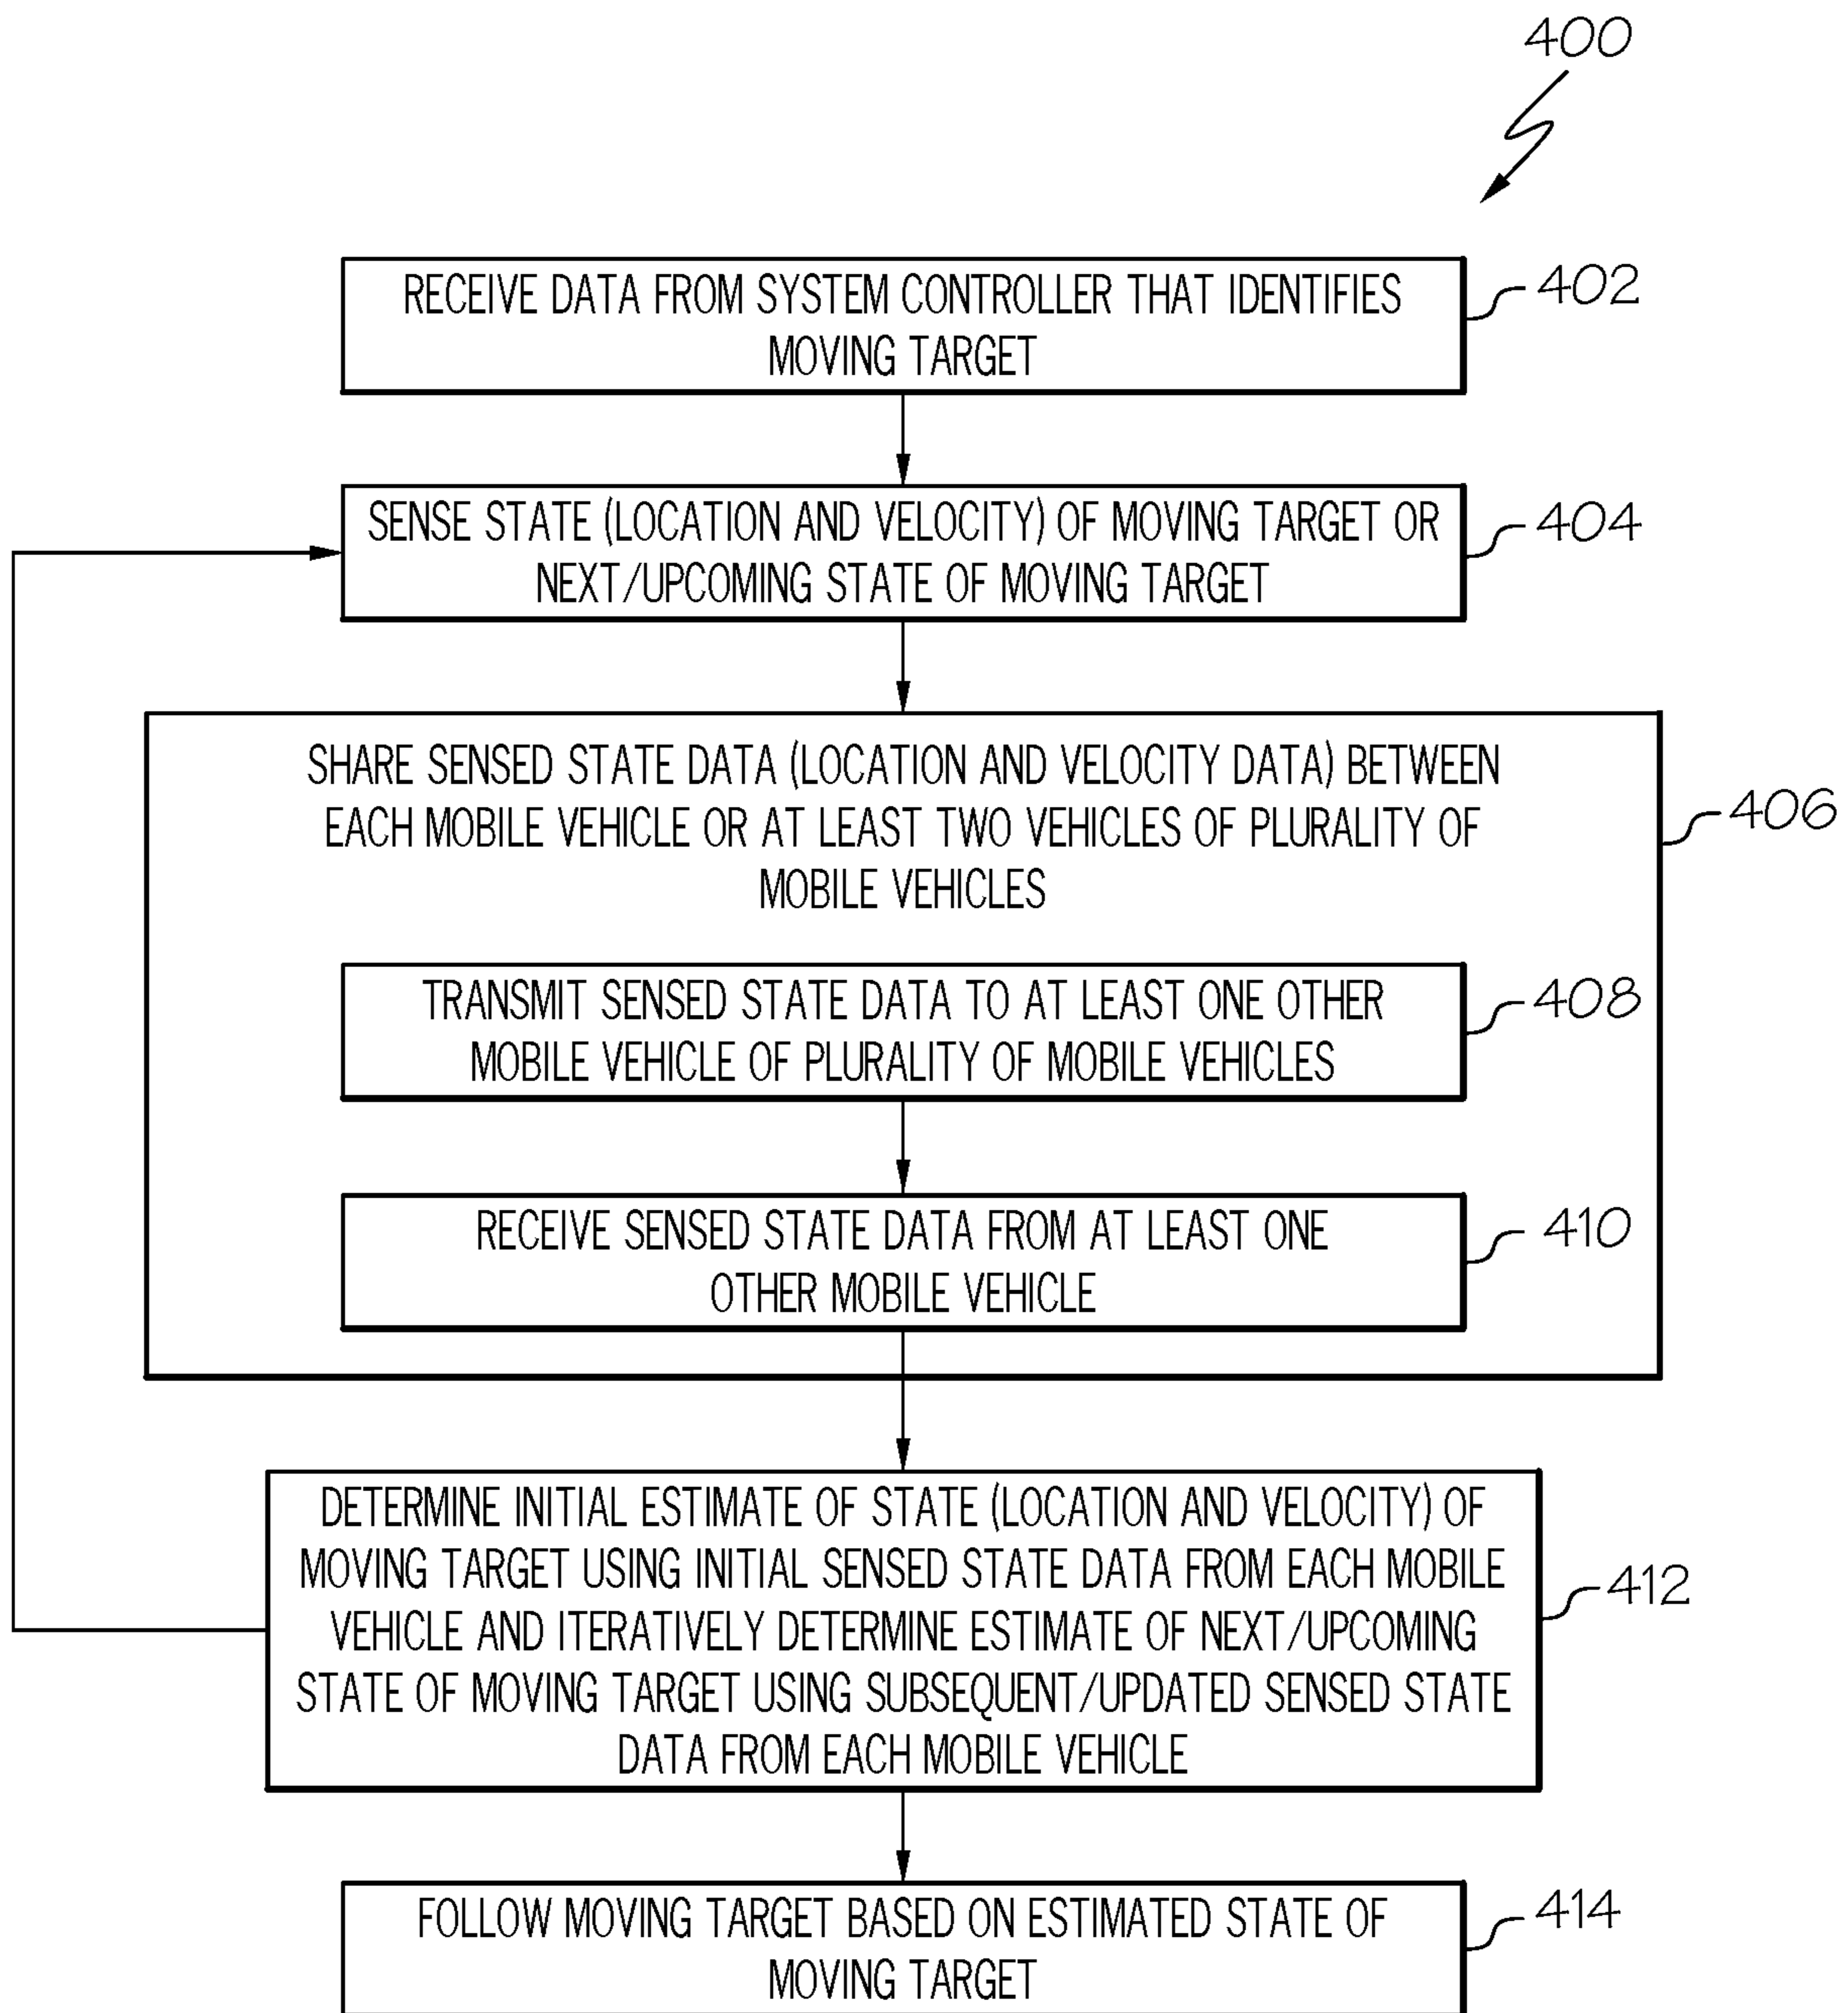 400
RECEIVE DATA FROM SYSTEM CONTROLLER THAT IDENTIFIES
MOVING TARGET
402
SENSE STATE (LOCATION AND VELOCITY) OF MOVING TARGET OR
NEXT/UPCOMING STATE OF MOVING TARGET
404
SHARE SENSED STATE DATA (LOCATION AND VELOCITY DATA) BETWEEN
EACH MOBILE VEHICLE OR AT LEAST TWO VEHICLES OF PLURALITY OF
MOBILE VEHICLES
406
TRANSMIT SENSED STATE DATA TO AT LEAST ONE OTHER
MOBILE VEHICLE OF PLURALITY OF MOBILE VEHICLES
408
RECEIVE SENSED STATE DATA FROM AT LEAST ONE
OTHER MOBILE VEHICLE
410
DETERMINE INITIAL ESTIMATE OF STATE (LOCATION AND VELOCITY) OF
MOVING TARGET USING INITIAL SENSED STATE DATA FROM EACH MOBILE
VEHICLE AND ITERATIVELY DETERMINE ESTIMATE OF NEXT/UPCOMING
STATE OF MOVING TARGET USING SUBSEQUENT/UPDATED SENSED STATE
DATA FROM EACH MOBILE VEHICLE
412
FOLLOW MOVING TARGET BASED ON ESTIMATED STATE OF
MOVING TARGET
414